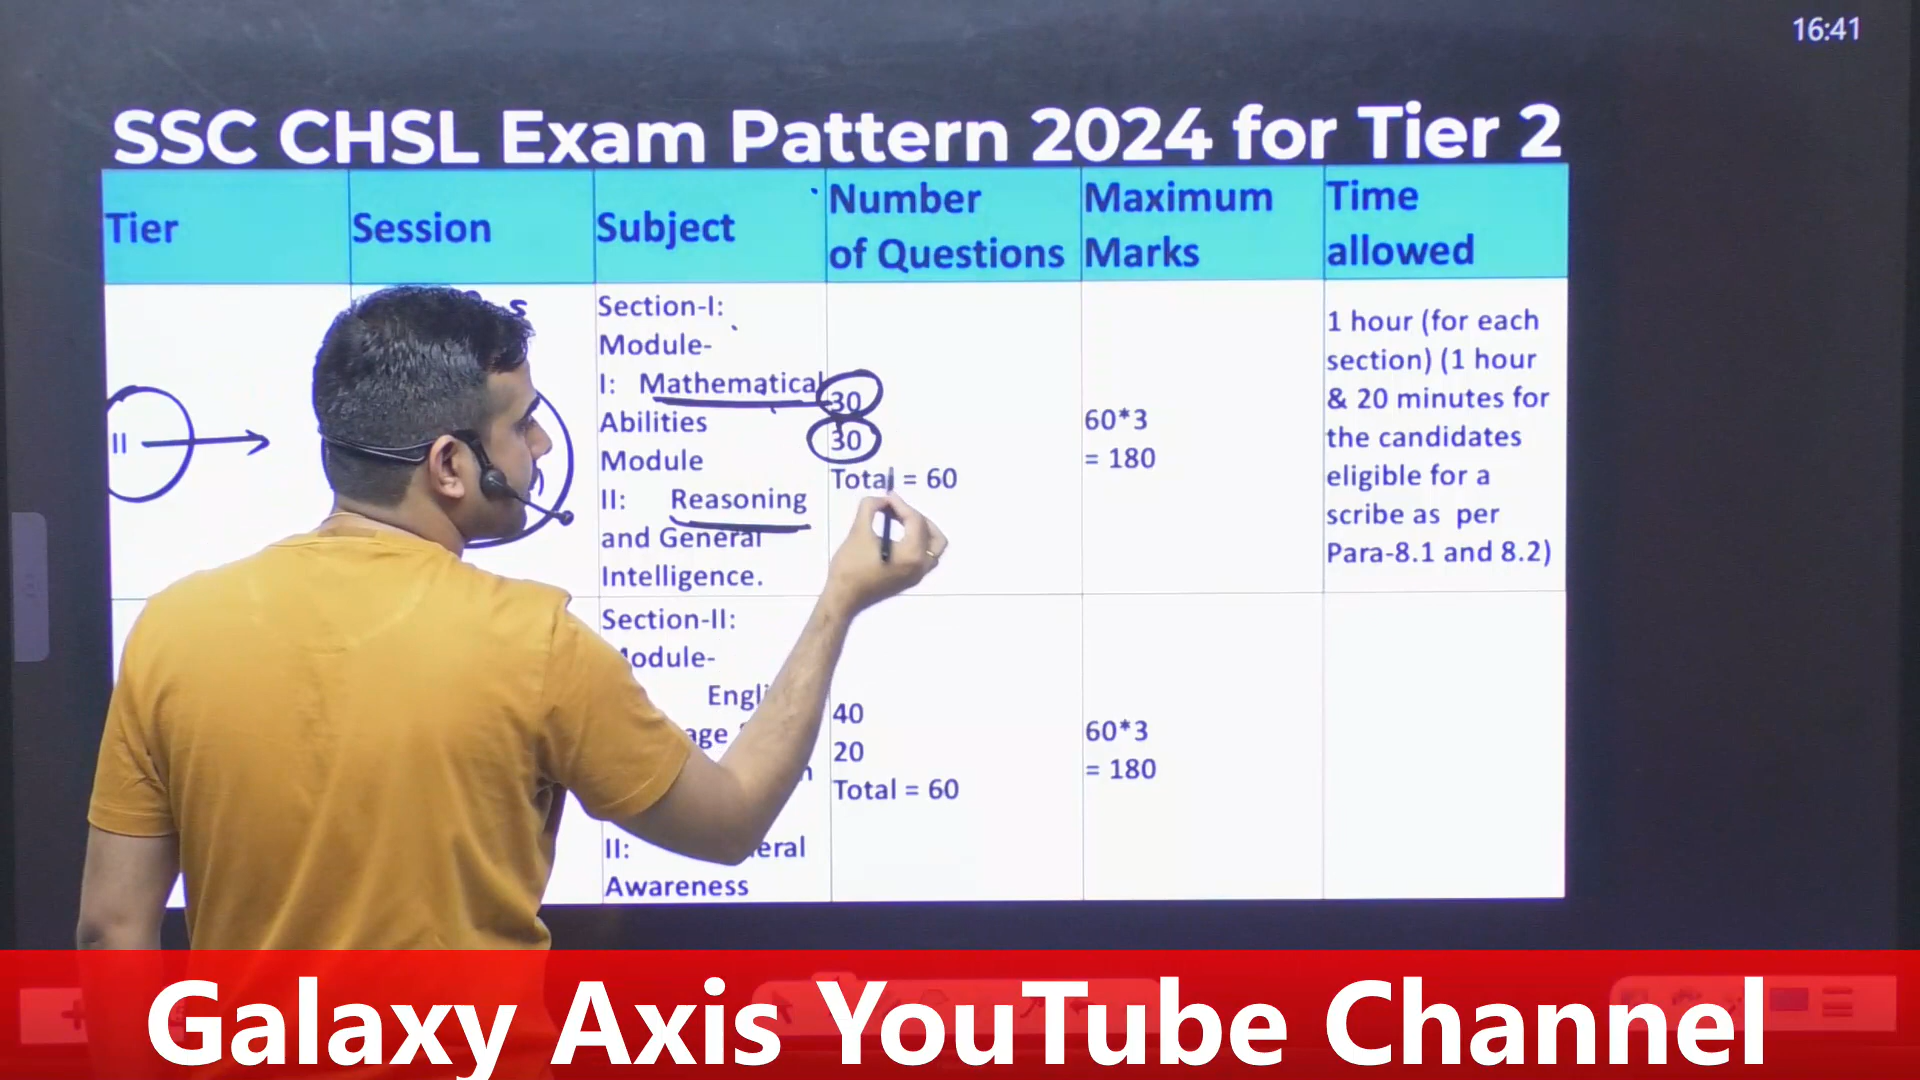 16:41
SSC CHSL Exam Pattern 2024 for Tier 2
Tier
Session
Subject
Number
of Questions
Maximum
Marks
Time
allowed
II
Section-I:
Module-
I: Mathematical
Abilities
Module
II: Reasoning
and General
Intelligence.
30
30
Total = 60
60*3
= 180
1 hour (for each
section) (1 hour
& 20 minutes for
the candidates
eligible for a
scribe as per
Para-8.1 and 8.2)
Section-II:
II:
Awareness
40
20
Total = 60
60*3
= 180
Galaxy Axis YouTube Channel